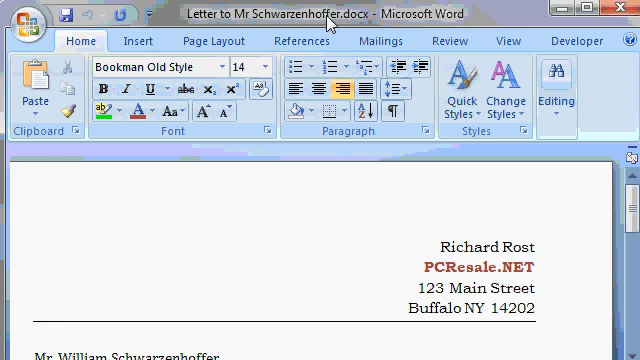 Letter to Mr Schwarzenhoffer.docx - Microsoft Word
Home Insert Page Layout References Mailings Review View Developer
Bookman Old Style 14
B I U abc x₂ x²
ab A Aa A A
Paste Quick Styles Change Styles Editing
Clipboard Font Paragraph Styles
Richard Rost
PCResale.NET
123 Main Street
Buffalo NY 14202
Mr. William Schwarzenhoffer